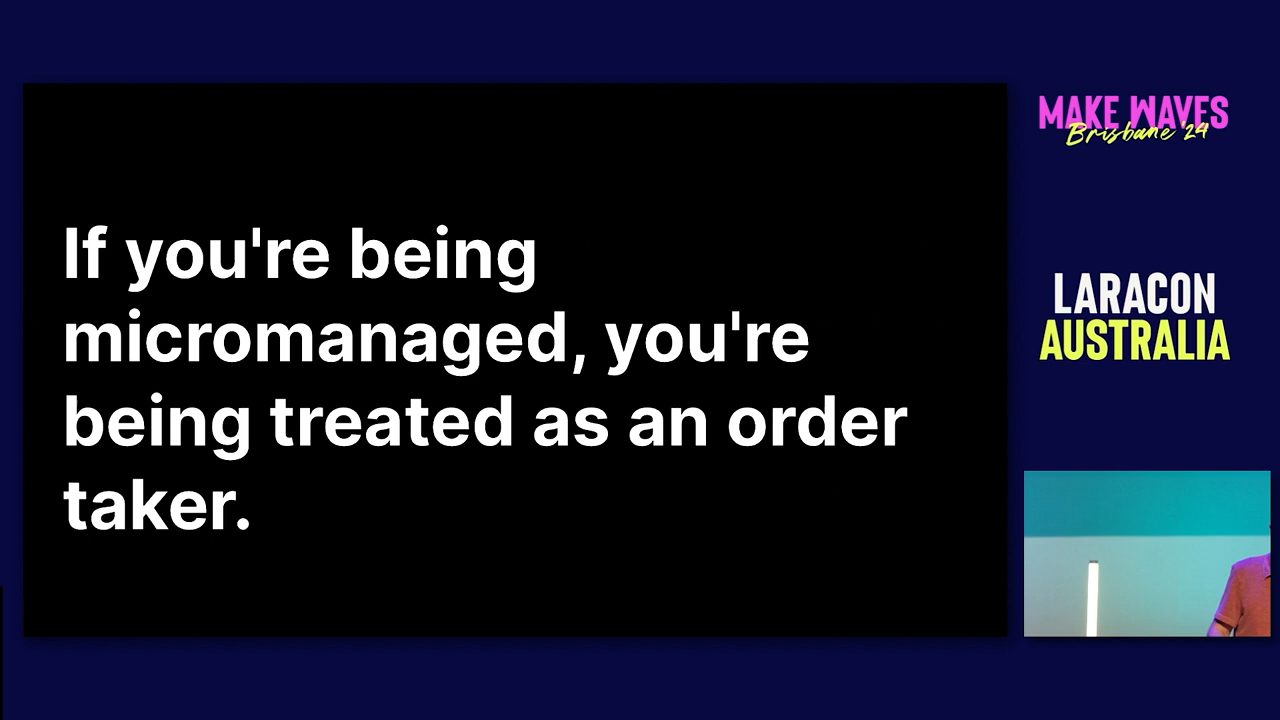 If you're being
micromanaged, you're
being treated as an order
taker.
MAKE WAVES
Brisbane '24
LARACON
AUSTRALIA